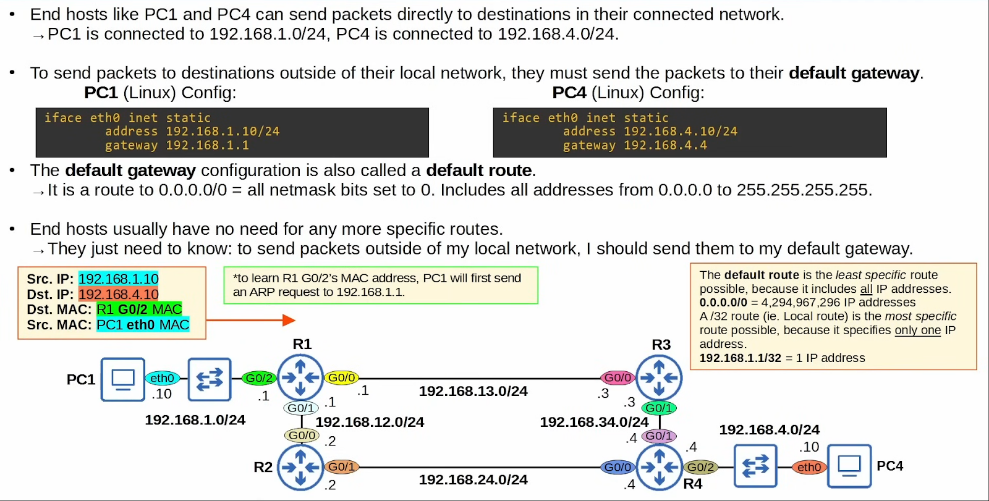 • End hosts like PC1 and PC4 can send packets directly to destinations in their connected network.
→PC1 is connected to 192.168.1.0/24, PC4 is connected to 192.168.4.0/24.
• To send packets to destinations outside of their local network, they must send the packets to their default gateway.
PC1 (Linux) Config:
iface eth0 inet static
address 192.168.1.10/24
gateway 192.168.1.1
PC4 (Linux) Config:
iface eth0 inet static
address 192.168.4.10/24
gateway 192.168.4.4
• The default gateway configuration is also called a default route.
→It is a route to 0.0.0.0/0 = all netmask bits set to 0. Includes all addresses from 0.0.0.0 to 255.255.255.255.
• End hosts usually have no need for any more specific routes.
→They just need to know: to send packets outside of my local network, I should send them to my default gateway.
Src. IP: 192.168.1.10
Dst. IP: 192.168.4.10
Dst. MAC: R1 G0/2 MAC
Src. MAC: PC1 eth0 MAC
*to learn R1 G0/2's MAC address, PC1 will first send
an ARP request to 192.168.1.1.
The default route is the least specific route
possible, because it includes all IP addresses.
0.0.0.0/0 = 4,294,967,296 IP addresses
A /32 route (ie. Local route) is the most specific
route possible, because it specifies only one IP
address.
192.168.1.1/32 = 1 IP address
R1
R3
PC1
eth0
G0/2
G0/0
G0/0
.10
.1
.1
192.168.13.0/24
.3
192.168.1.0/24
G0/1
.1
.3
G0/1
192.168.12.0/24
192.168.34.0/24
192.168.4.0/24
G0/0
.2
.4
G0/1
.4
.10
R2
G0/1
G0/0
G0/2
eth0
PC4
.2
192.168.24.0/24
.4
R4